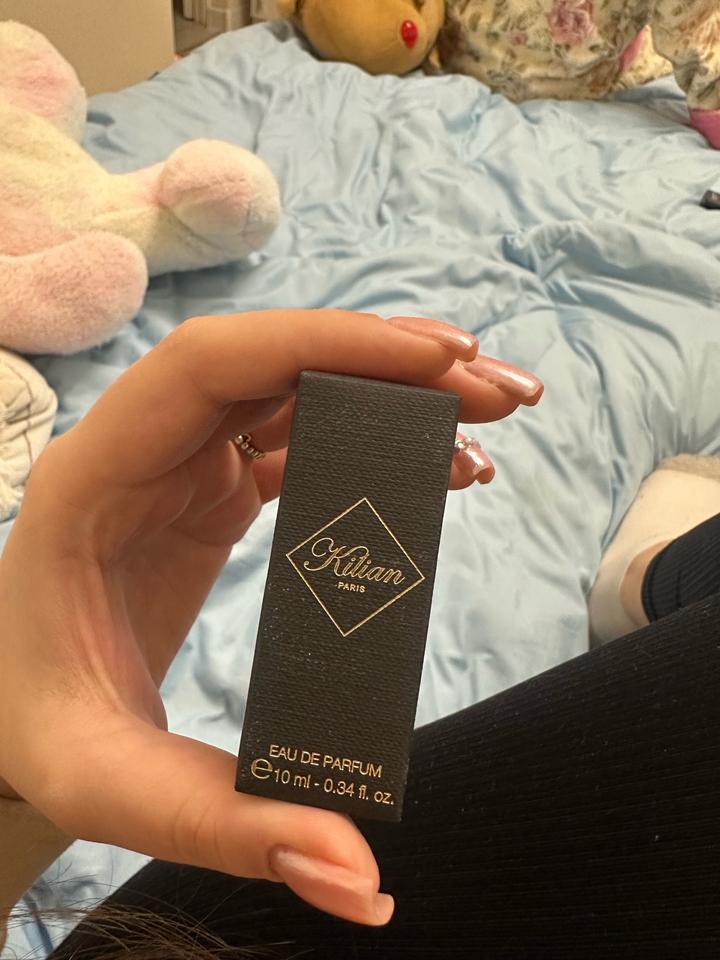 Kilian
PARIS
EAU DE PARFUM
℮ 10 ml - 0.34 fl. oz.